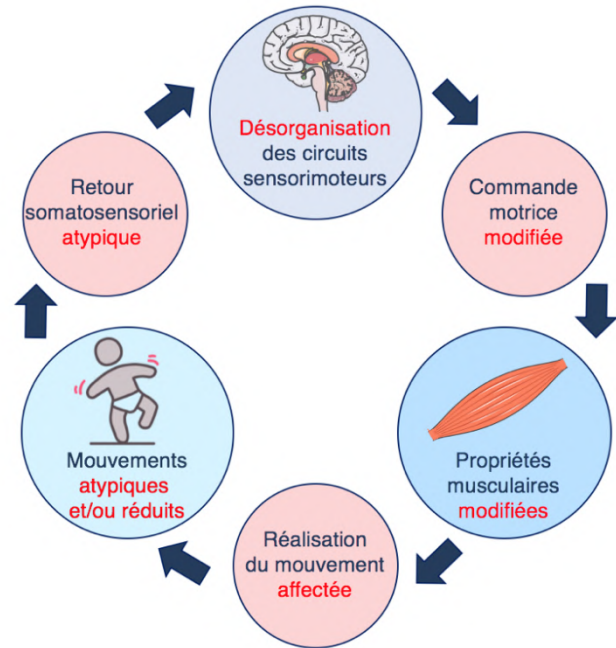 Désorganisation
des circuits
sensorimoteurs
Commande
motrice
modifiée
Propriétés
musculaires
modifiées
Réalisation
du mouvement
affectée
Mouvements
atypiques
et/ou réduits
Retour
somatosensoriel
atypique